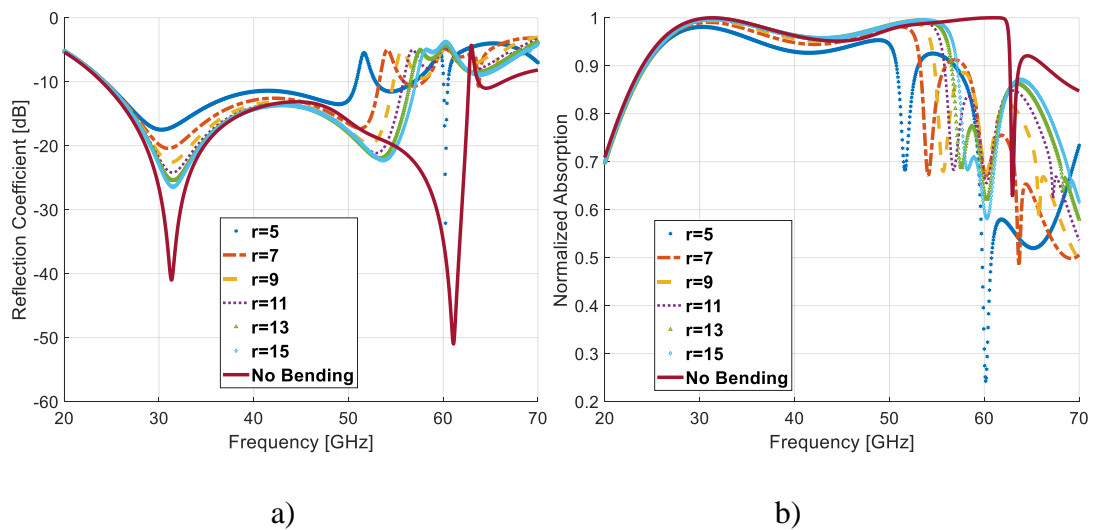 0
-10
-20
-30
-40
-50
-60
Reflection Coefficient [dB]
r=5
r=7
r=9
r=11
r=13
r=15
No Bending
20 30 40 50 60 70
Frequency [GHz]
a)
1
0.9
0.8
0.7
0.6
0.5
0.4
0.3
0.2
Normalized Absorption
r=5
r=7
r=9
r=11
r=13
r=15
No Bending
20 30 40 50 60 70
Frequency [GHz]
b)